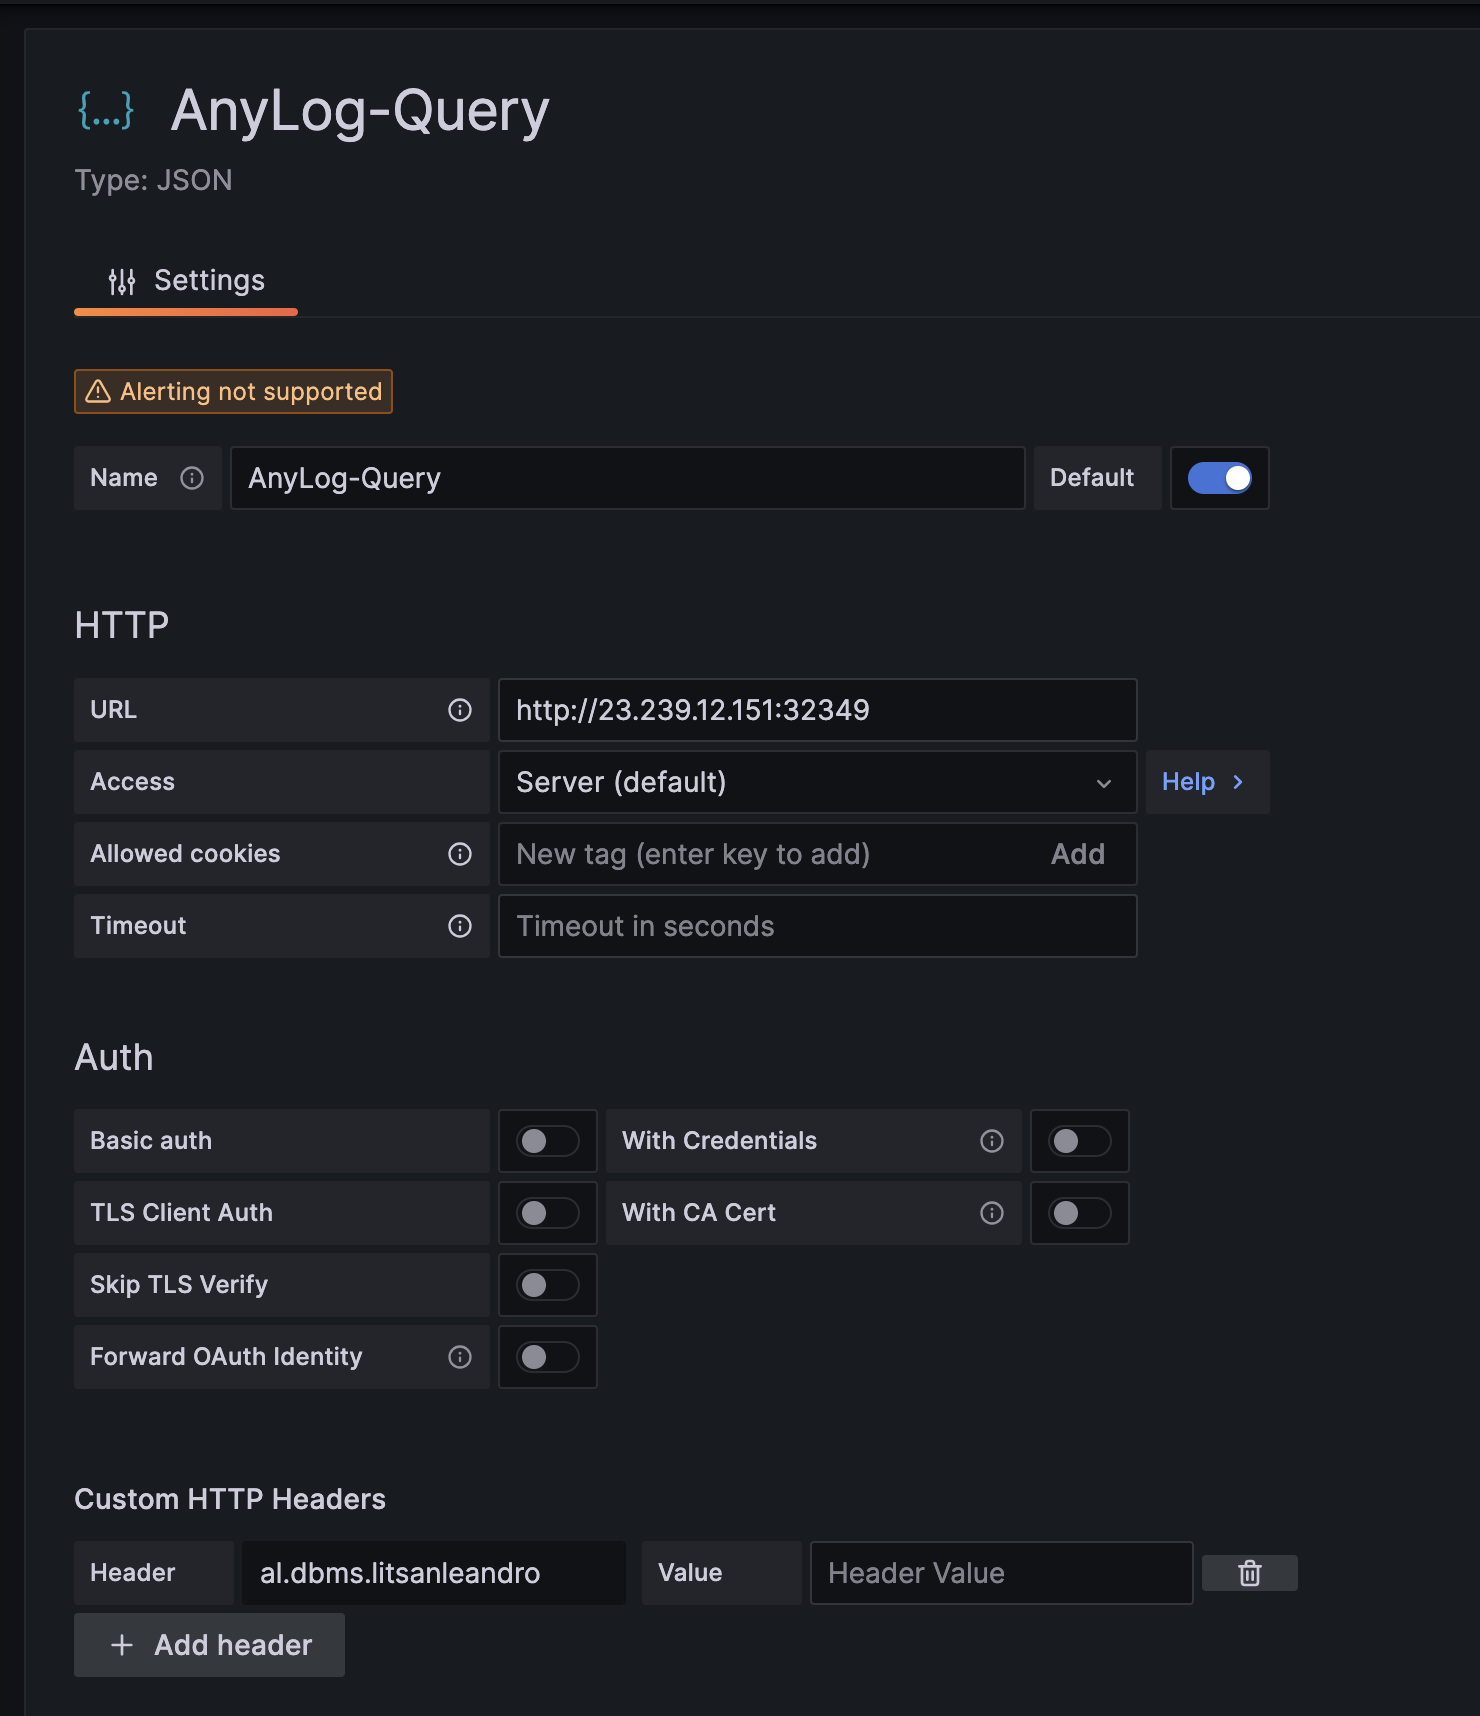 {...} AnyLog-Query
Type: JSON
Settings
Alerting not supported
Name AnyLog-Query Default
HTTP
URL http://23.239.12.151:32349
Access Server (default) Help
Allowed cookies New tag (enter key to add) Add
Timeout Timeout in seconds
Auth
Basic auth With Credentials
TLS Client Auth With CA Cert
Skip TLS Verify
Forward OAuth Identity
Custom HTTP Headers
Header al.dbms.litsanleandro Value Header Value
Add header